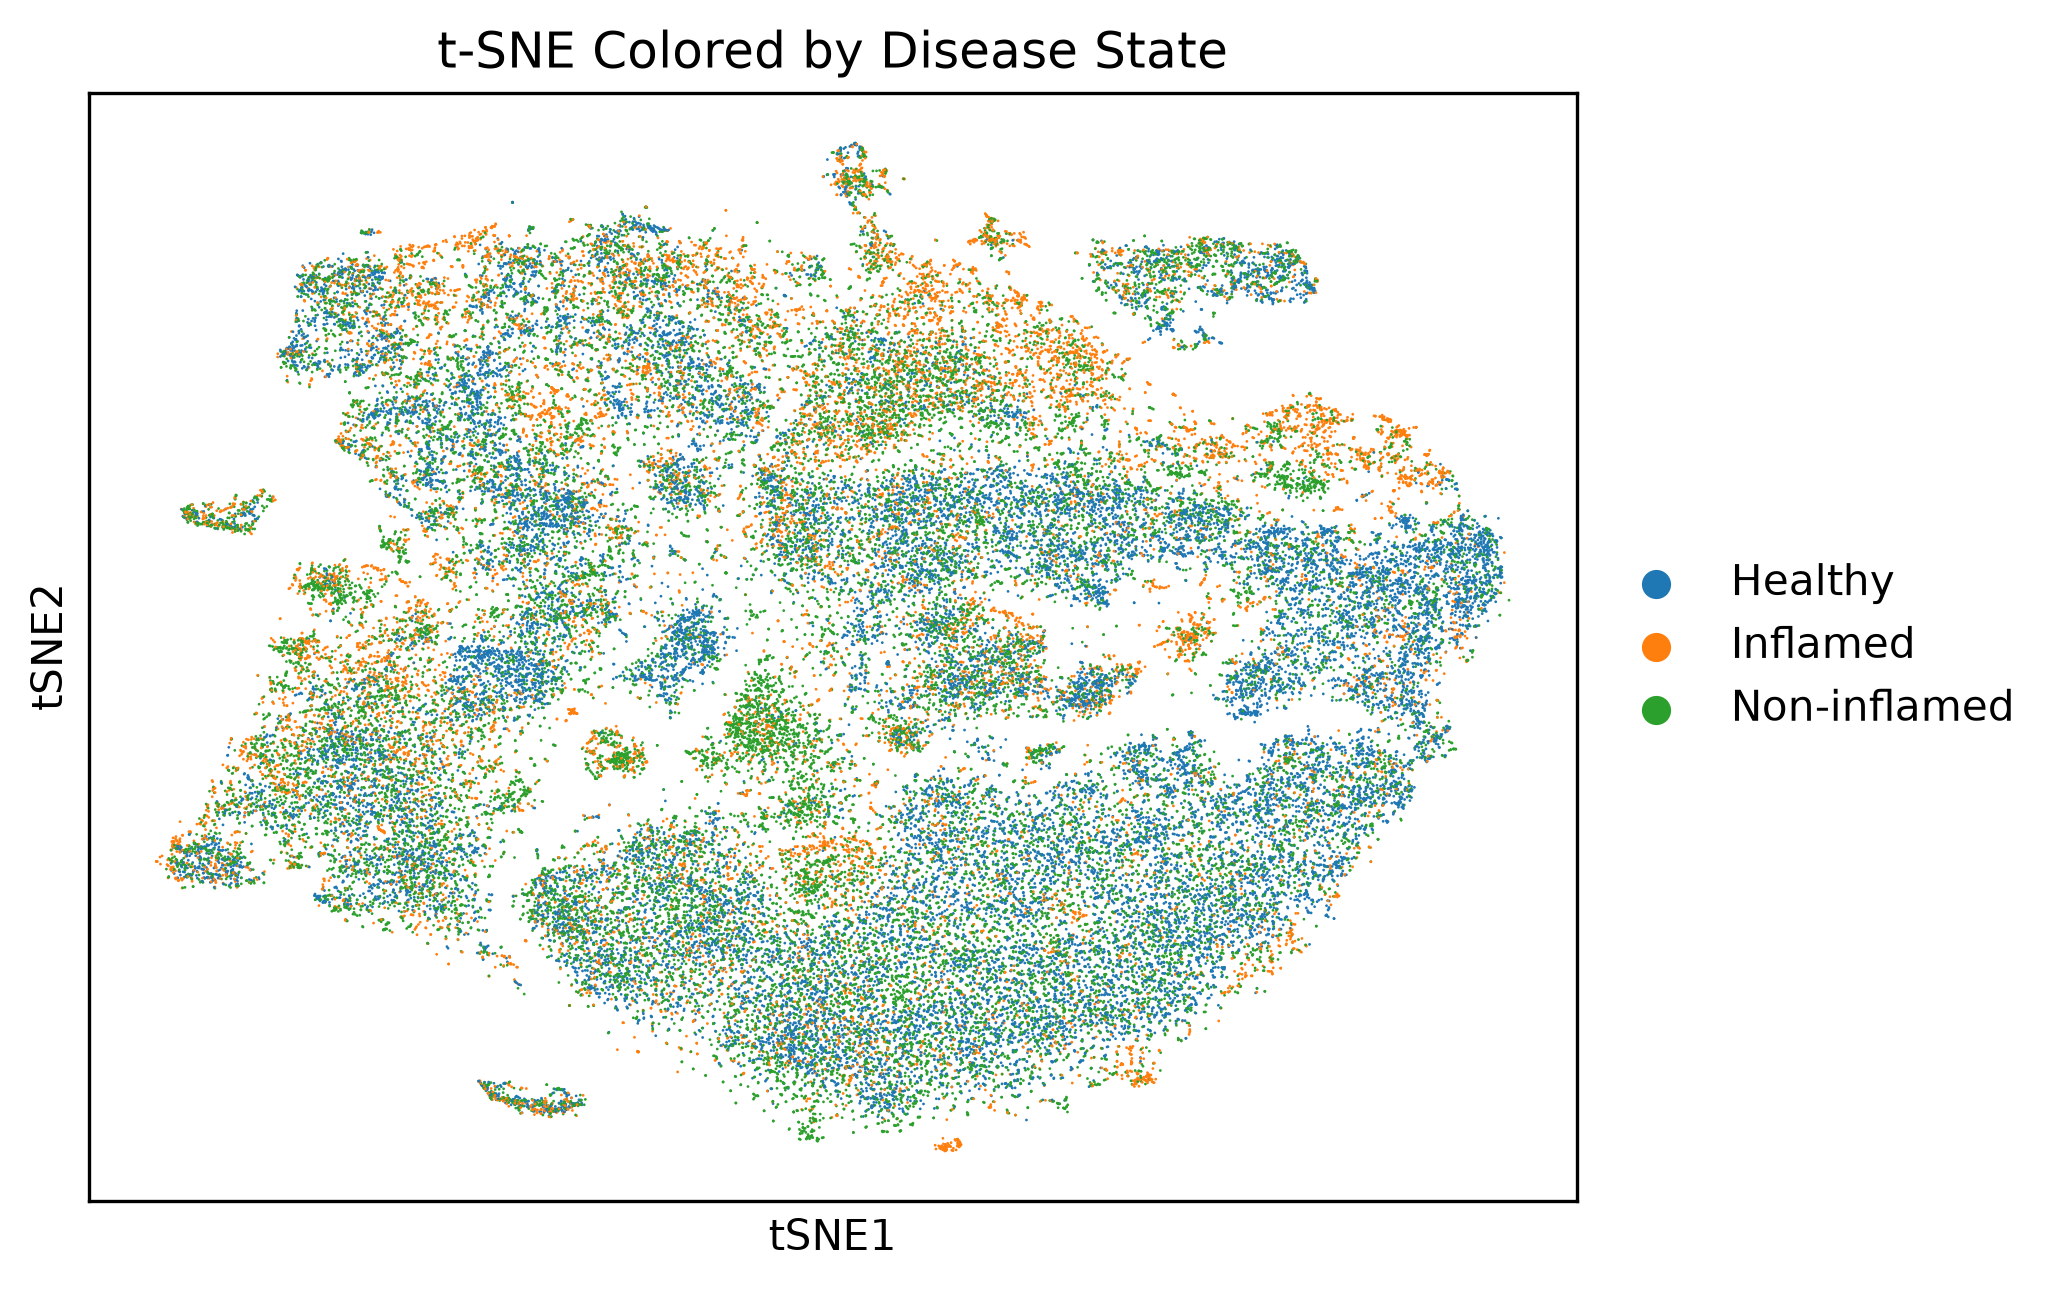 t-SNE Colored by Disease State
tSNE2
Healthy
Inflamed
Non-inflamed
tSNE1